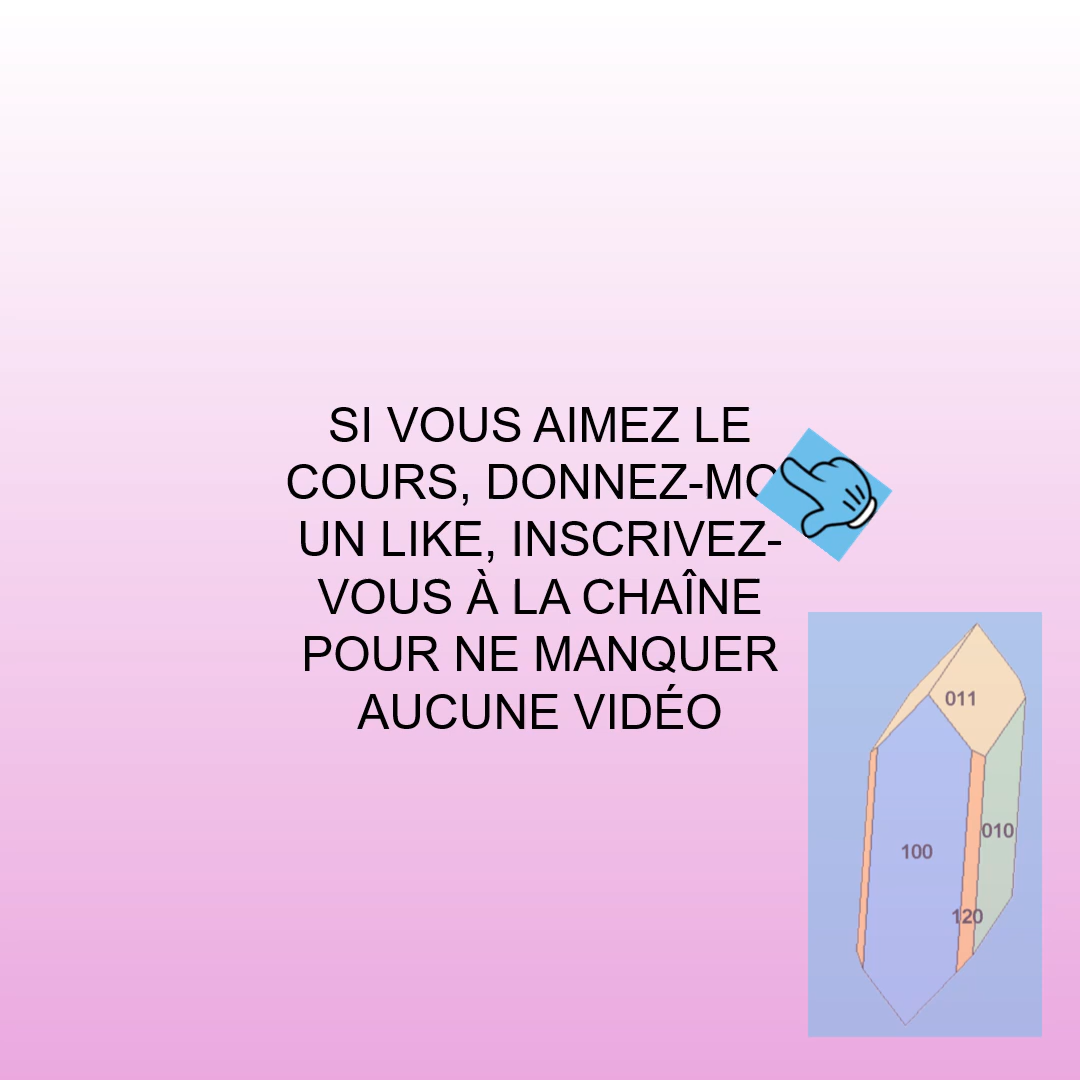 SI VOUS AIMEZ LE
COURS, DONNEZ-MO
UN LIKE, INSCRIVEZ-
VOUS À LA CHAÎNE
POUR NE MANQUER
AUCUNE VIDÉO
011
010
100
120